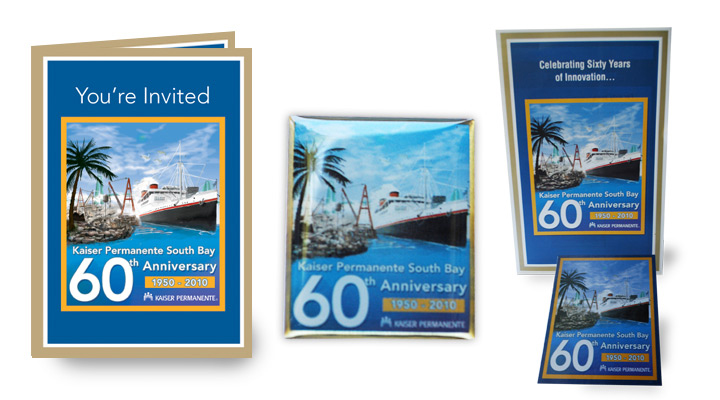 You're Invited
Kaiser Permanente South Bay
60th Anniversary
1950 - 2010
KAISER PERMANENTE
Kaiser Permanente South Bay
60th Anniversary
1950 - 2010
KAISER PERMANENTE
Celebrating Sixty Years
of Innovation...
Kaiser Permanente South Bay
60th Anniversary
1950 - 2010
KAISER PERMANENTE
Kaiser Permanente South Bay
60th Anniversary
1950 - 2010
KAISER PERMANENTE